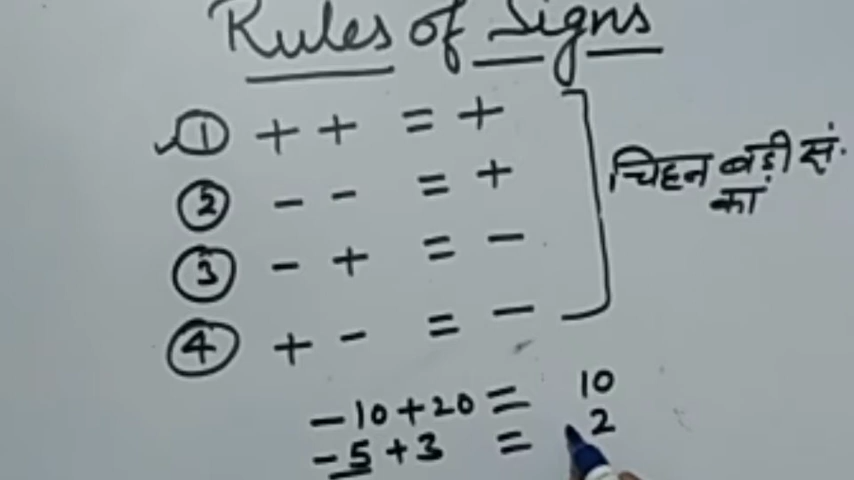 Rules of Signs
① + + = +
② - - = +
③ - + = -
④ + - = -
चिहन बड़ी सं.
का
-10+20 = 10
-5+3 = 2